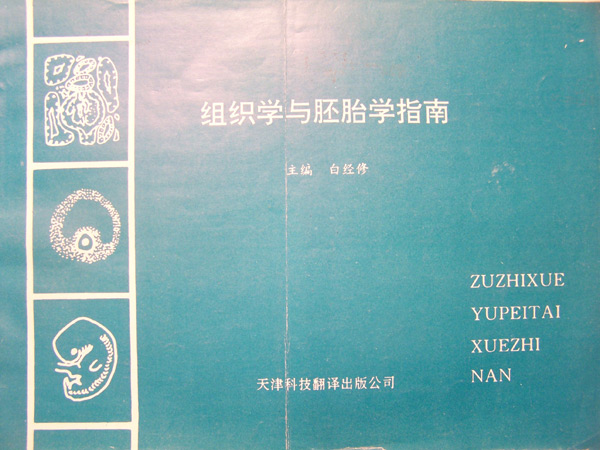 组织学与胚胎学指南
主编 白经修
ZUZHIXUE
YUPEITAI
XUEZHI
NAN
天津科技翻译出版公司